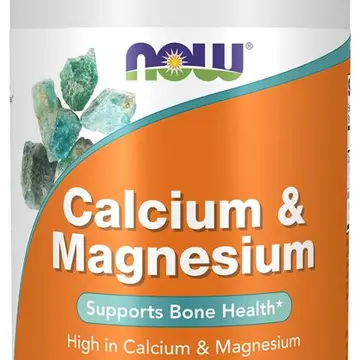 now
Calcium &
Magnesium
Supports Bone Health*
High in Calcium & Magnesium